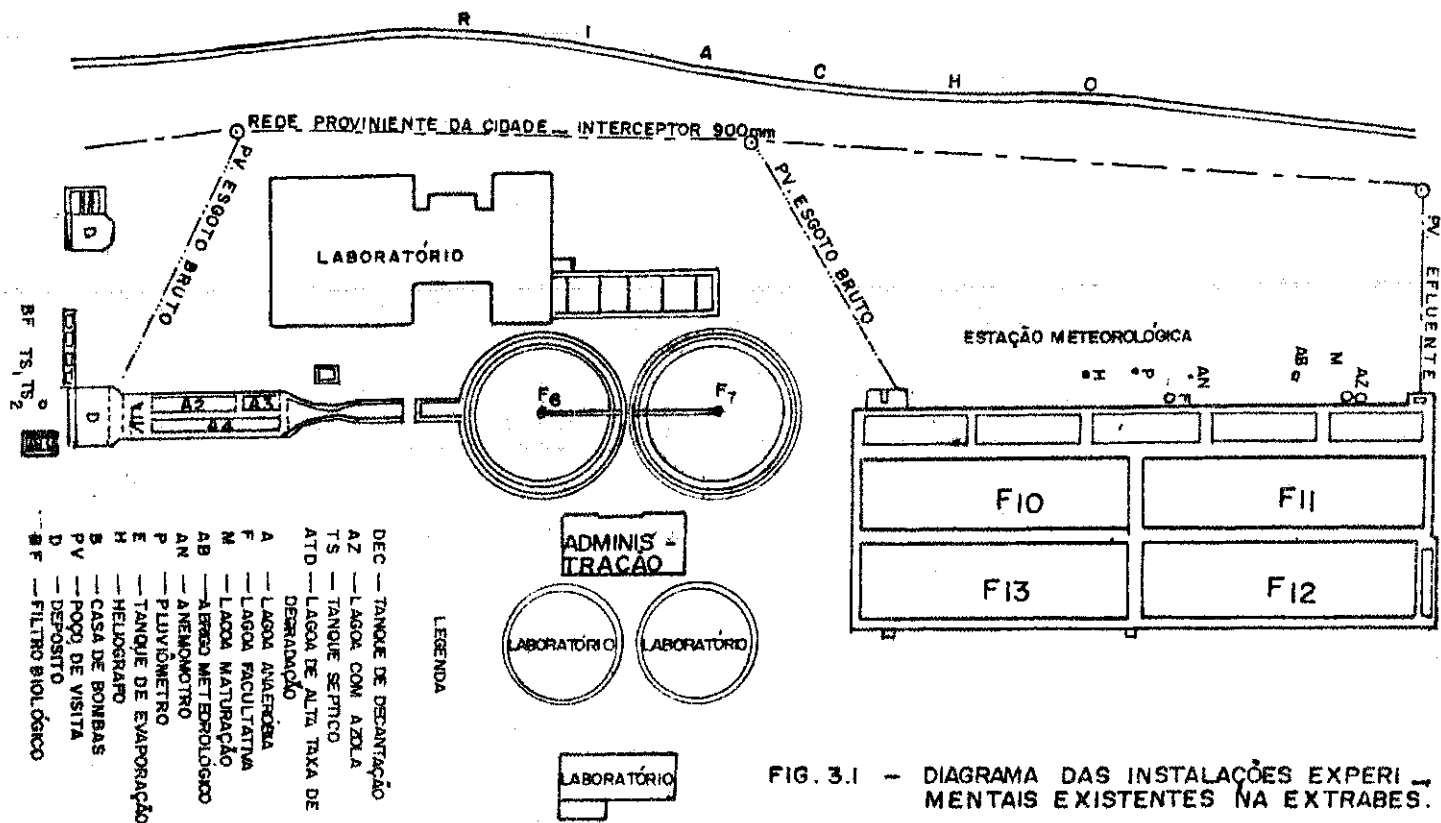 RIACHO
REDE PROVINIENTE DA CIDADE - INTERCEPTOR 900mm
PV. ESGOTO BRUTO
PV. ESGOTO BRUTO
PV. EFLUENTE
D
LABORATÓRIO
BF TS1 TS2
D
A2
A3
A4
F6
F7
ESTAÇÃO METEOROLÓGICA
H
P
AN
AB
M
AZ
F10
F11
F13
F12
ADMINIS-
TRAÇÃO
LABORATÓRIO
LABORATÓRIO
LABORATÓRIO
LEGENDA
DEC — TANQUE DE DECANTAÇÃO
AZ — LAGOA COM AZOLA
TS — TANQUE SEPTICO
ATD — LAGOA DE ALTA TAXA DE
DEGRADAÇÃO
A — LAGOA ANAERÓBIA
F — LAGOA FACULTATIVA
M — LAGOA MATURAÇÃO
AB — ABRIGO METEOROLÓGICO
AN — ANEMOMOTRO
P — PLUVIÔMETRO
E — TANQUE DE EVAPORAÇÃO
H — HELIOGRAFO
B — CASA DE BOMBAS
PV — POÇO DE VISITA
D — DEPÓSITO
BF — FILTRO BIOLÓGICO
FIG. 3.1 - DIAGRAMA DAS INSTALAÇÕES EXPERI-
MENTAIS EXISTENTES NA EXTRABES.